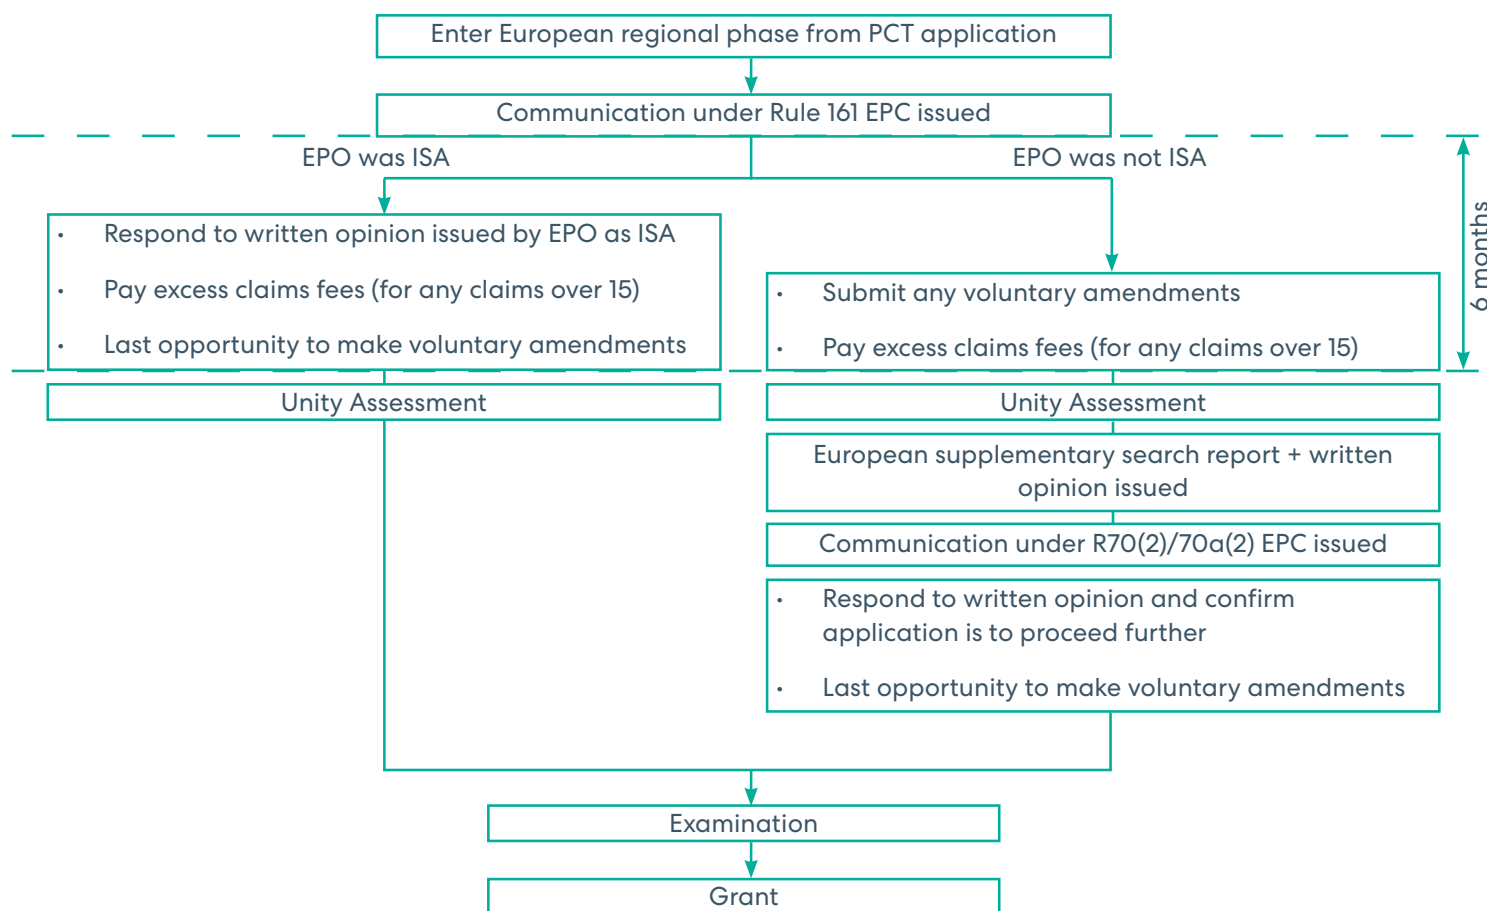 Enter European regional phase from PCT application
Communication under Rule 161 EPC issued
EPO was ISA
EPO was not ISA
6 months
• Respond to written opinion issued by EPO as ISA
• Pay excess claims fees (for any claims over 15)
• Last opportunity to make voluntary amendments
• Submit any voluntary amendments
• Pay excess claims fees (for any claims over 15)
Unity Assessment
Unity Assessment
European supplementary search report + written
opinion issued
Communication under R70(2)/70a(2) EPC issued
• Respond to written opinion and confirm
application is to proceed further
• Last opportunity to make voluntary amendments
Examination
Grant